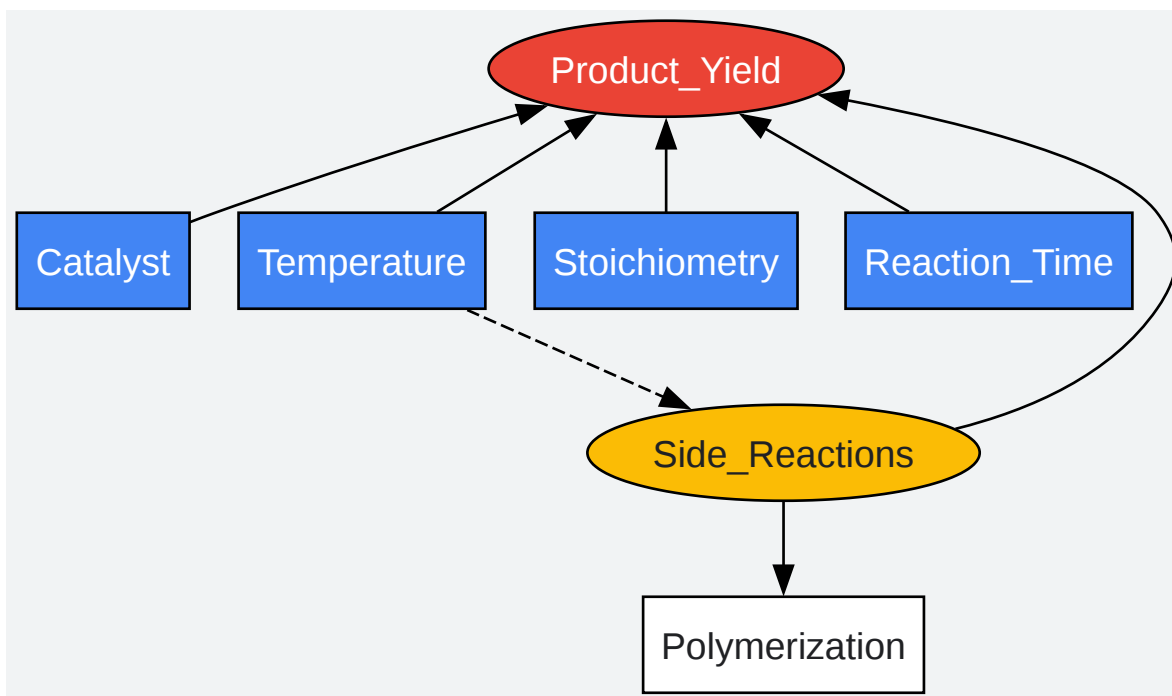 Product_Yield
Catalyst
Temperature
Stoichiometry
Reaction_Time
Side_Reactions
Polymerization